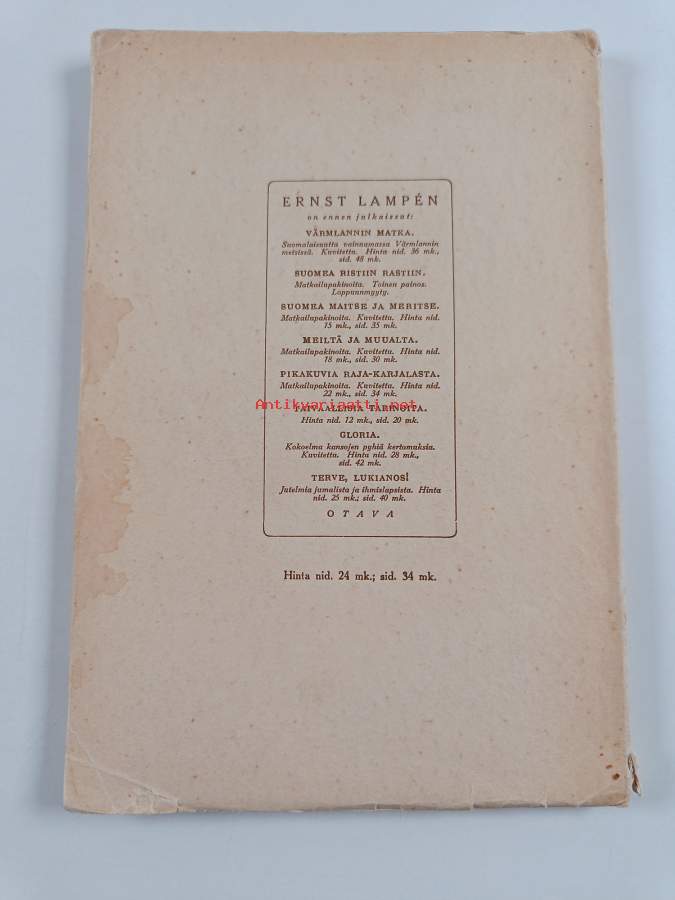 ERNST LAMPÉN
on ennen julkaissut:
VÄRMLANNIN MATKA.
Suomalaisuutta vainuamassa Värmlannin
metsissä. Kuvitettu. Hinta nid. 36 mk.,
sid. 48 mk.
SUOMEA RISTIIN RASTIIN.
Matkailupakinoita. Toinen painos.
Loppuunmyyty.
SUOMEA MAITSE JA MERITSE.
Matkailupakinoita. Kuvitettu. Hinta nid.
15 mk., sid. 35 mk.
MEILTÄ JA MUUALTA.
Matkailupakinoita. Kuvitettu. Hinta nid.
18 mk., sid. 30 mk.
PIKAKUVIA RAJA-KARJALASTA.
Matkailupakinoita. Kuvitettu. Hinta nid.
22 mk., sid. 34 mk.
Antikvariaatti.net
TAIVAALLISIA TARINOITA.
Hinta nid. 12 mk., sid. 20 mk.
GLORIA.
Kokoelma kansojen pyhiä kertomuksia.
Kuvitettu. Hinta nid. 28 mk.,
sid. 42 mk.
TERVE, LUKIANOS!
Jutelmia jumalista ja ihmislapsista. Hinta
nid. 25 mk.; sid. 40 mk.
OTAVA
Hinta nid. 24 mk.; sid. 34 mk.